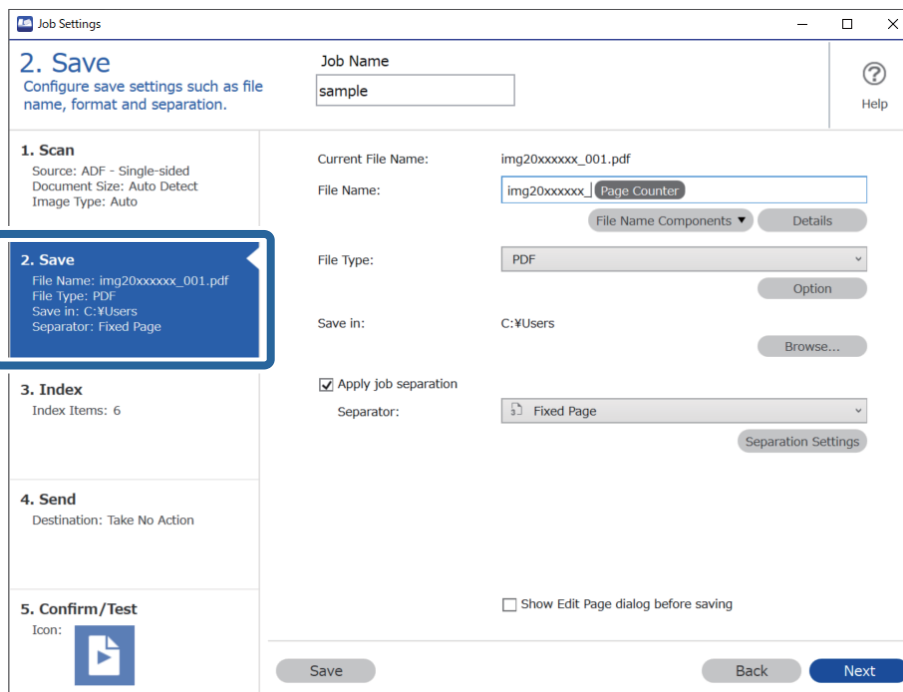 Job Settings
2. Save
Configure save settings such as file
name, format and separation.
Job Name
sample
Help
1. Scan
Source: ADF - Single-sided
Document Size: Auto Detect
Image Type: Auto
2. Save
File Name: img20xxxxxx_001.pdf
File Type: PDF
Save in: C:¥Users
Separator: Fixed Page
3. Index
Index Items: 6
4. Send
Destination: Take No Action
5. Confirm/Test
Icon:
Current File Name: img20xxxxxx_001.pdf
File Name: img20xxxxxx_ Page Counter
File Name Components ▼ Details
File Type: PDF
Option
Save in: C:¥Users
Browse...
Apply job separation
Separator: Fixed Page
Separation Settings
Show Edit Page dialog before saving
Save Back Next